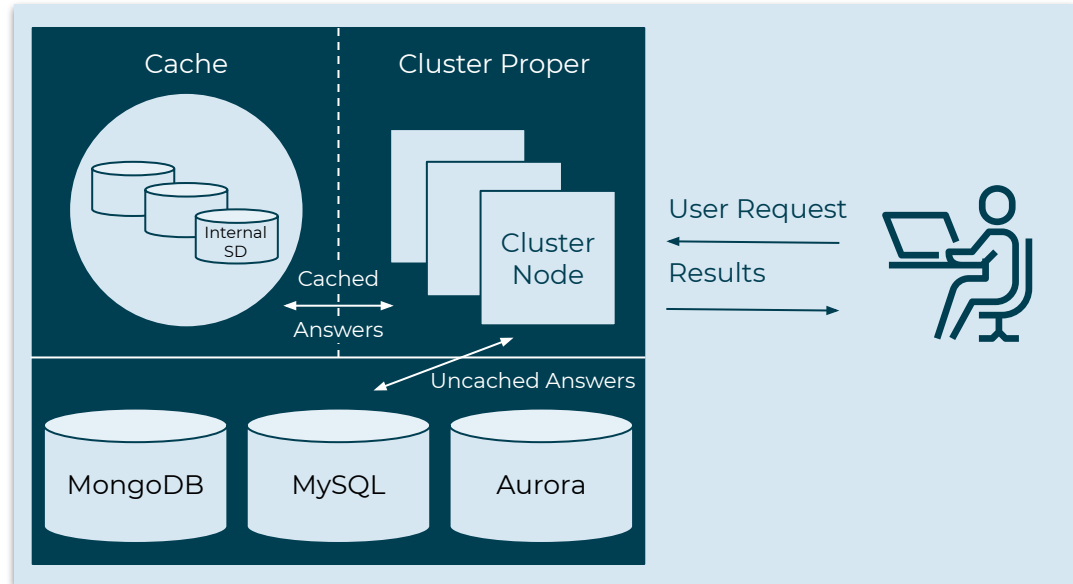 Cache
Cluster Proper
Internal
SD
Cluster
Node
Cached
Answers
User Request
Results
Uncached Answers
MongoDB
MySQL
Aurora